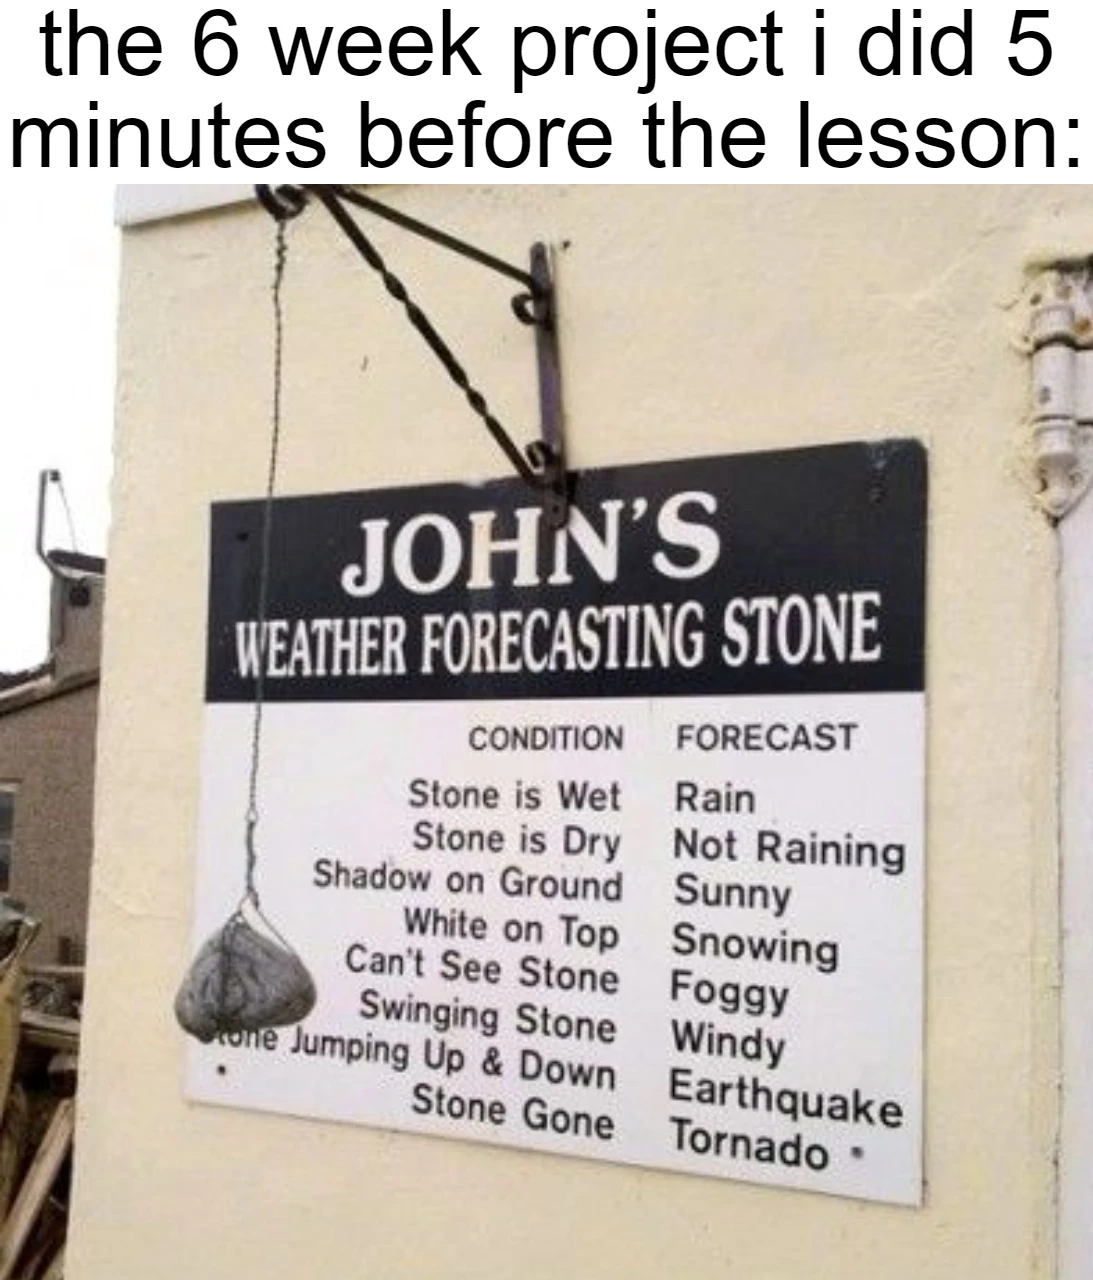 the 6 week project i did 5
minutes before the lesson:
JOHN'S
WEATHER FORECASTING STONE
CONDITION FORECAST
Stone is Wet Rain
Stone is Dry Not Raining
Shadow on Ground Sunny
White on Top Snowing
Can't See Stone Foggy
Swinging Stone Windy
Stone Jumping Up & Down Earthquake
Stone Gone Tornado